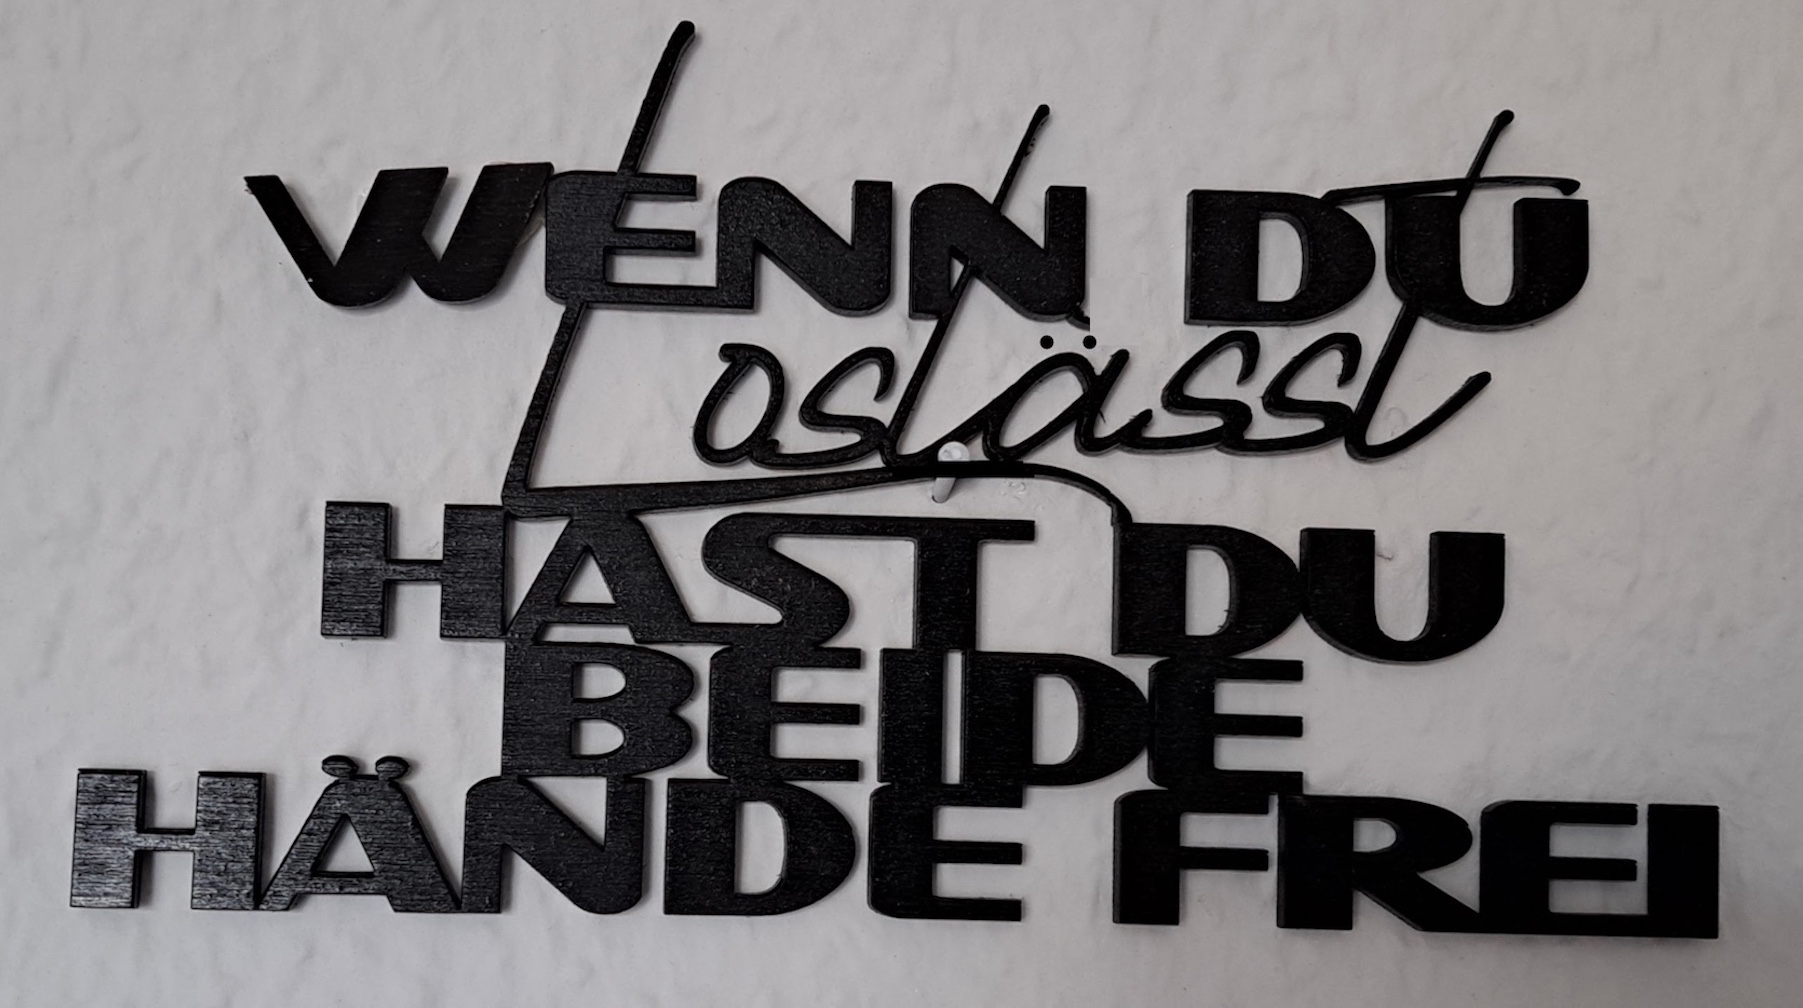 WENN DU
loslässt
HAST DU
BEIDE
HÄNDE FREI